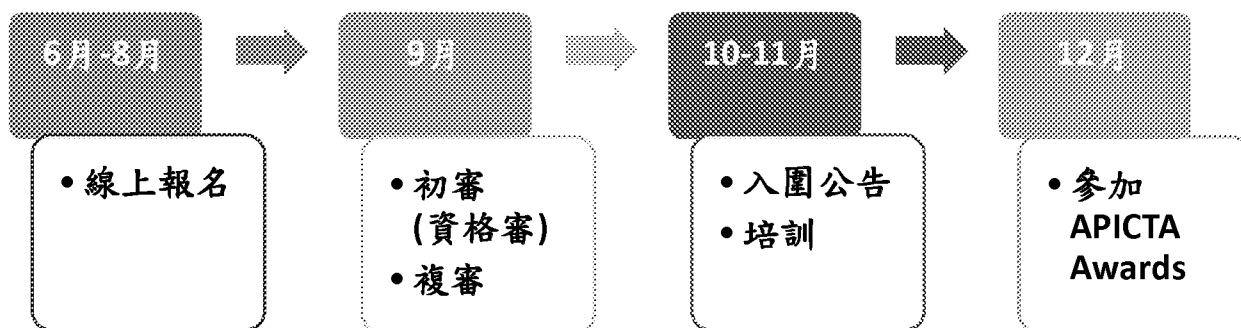 6月-8月
• 線上報名
9月
• 初審
(資格審)
• 複審
10-11月
• 入圍公告
• 培訓
12月
• 參加
APICTA
Awards